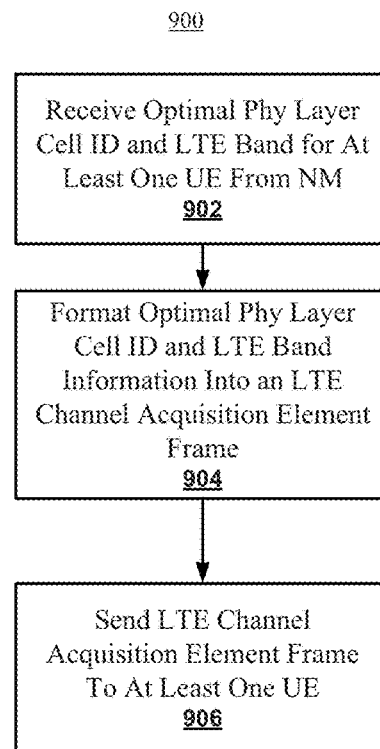 900
Receive Optimal Phy Layer
Cell ID and LTE Band for At
Least One UE From NM
902
Format Optimal Phy Layer
Cell ID and LTE Band
Information Into an LTE
Channel Acquisition Element
Frame
904
Send LTE Channel
Acquisition Element Frame
To At Least One UE
906